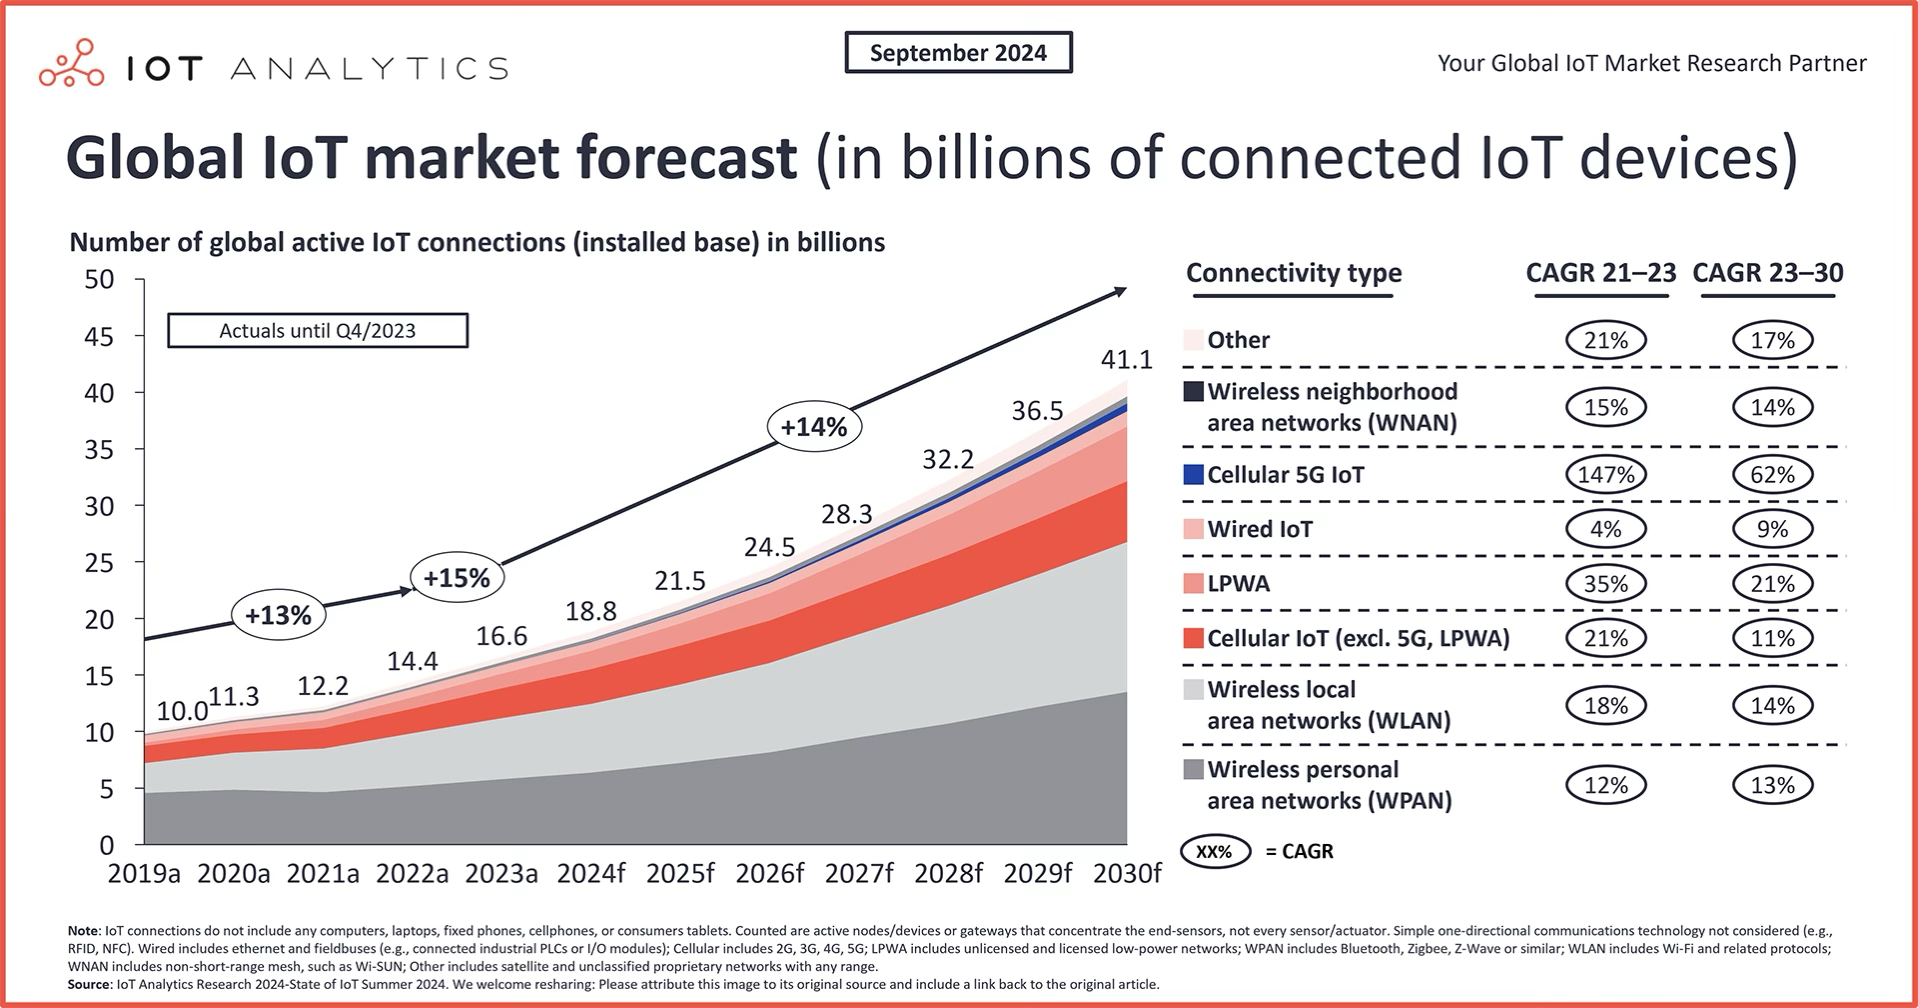 IOT ANALYTICS
September 2024
Your Global IoT Market Research Partner
Global IoT market forecast (in billions of connected IoT devices)
Number of global active IoT connections (installed base) in billions
50
45
40
35
30
25
20
15
10
5
0
Actuals until Q4/2023
+13%
+15%
+14%
10.0
11.3
12.2
14.4
16.6
18.8
21.5
24.5
28.3
32.2
36.5
41.1
2019a 2020a 2021a 2022a 2023a 2024f 2025f 2026f 2027f 2028f 2029f 2030f
Connectivity type CAGR 21–23 CAGR 23–30
Other 21% 17%
Wireless neighborhood
area networks (WNAN) 15% 14%
Cellular 5G IoT 147% 62%
Wired IoT 4% 9%
LPWA 35% 21%
Cellular IoT (excl. 5G, LPWA) 21% 11%
Wireless local
area networks (WLAN) 18% 14%
Wireless personal
area networks (WPAN) 12% 13%
XX% = CAGR
Note: IoT connections do not include any computers, laptops, fixed phones, cellphones, or consumers tablets. Counted are active nodes/devices or gateways that concentrate the end-sensors, not every sensor/actuator. Simple one-directional communications technology not considered (e.g.,
RFID, NFC). Wired includes ethernet and fieldbuses (e.g., connected industrial PLCs or I/O modules); Cellular includes 2G, 3G, 4G, 5G; LPWA includes unlicensed and licensed low-power networks; WPAN includes Bluetooth, Zigbee, Z-Wave or similar; WLAN includes Wi-Fi and related protocols;
WNAN includes non-short-range mesh, such as Wi-SUN; Other includes satellite and unclassified proprietary networks with any range.
Source: IoT Analytics Research 2024-State of IoT Summer 2024. We welcome resharing: Please attribute this image to its original source and include a link back to the original article.